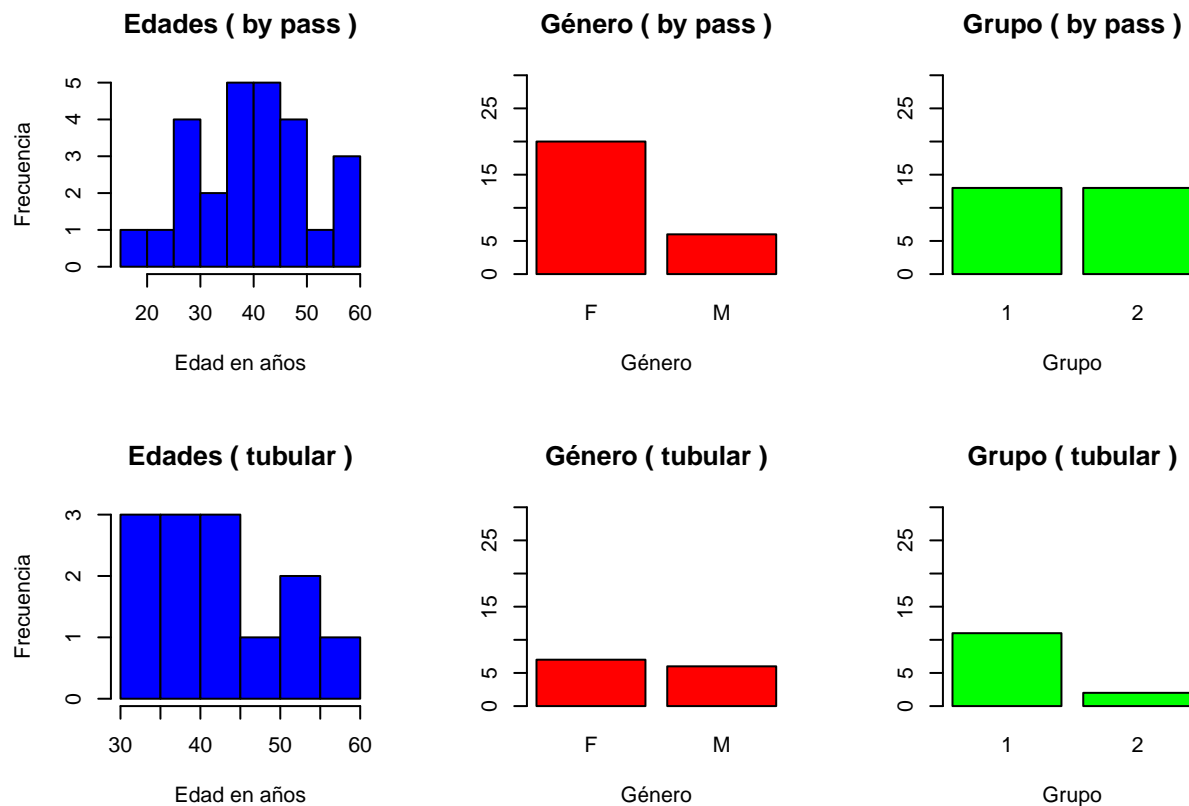 Edades ( by pass )
Género ( by pass )
Grupo ( by pass )
Frecuencia
5
4
3
2
1
0
20 30 40 50 60
Edad en años
25
15
5
0
F M
Género
25
15
5
0
1 2
Grupo
Edades ( tubular )
Género ( tubular )
Grupo ( tubular )
Frecuencia
3
2
1
0
30 40 50 60
Edad en años
25
15
5
0
F M
Género
25
15
5
0
1 2
Grupo